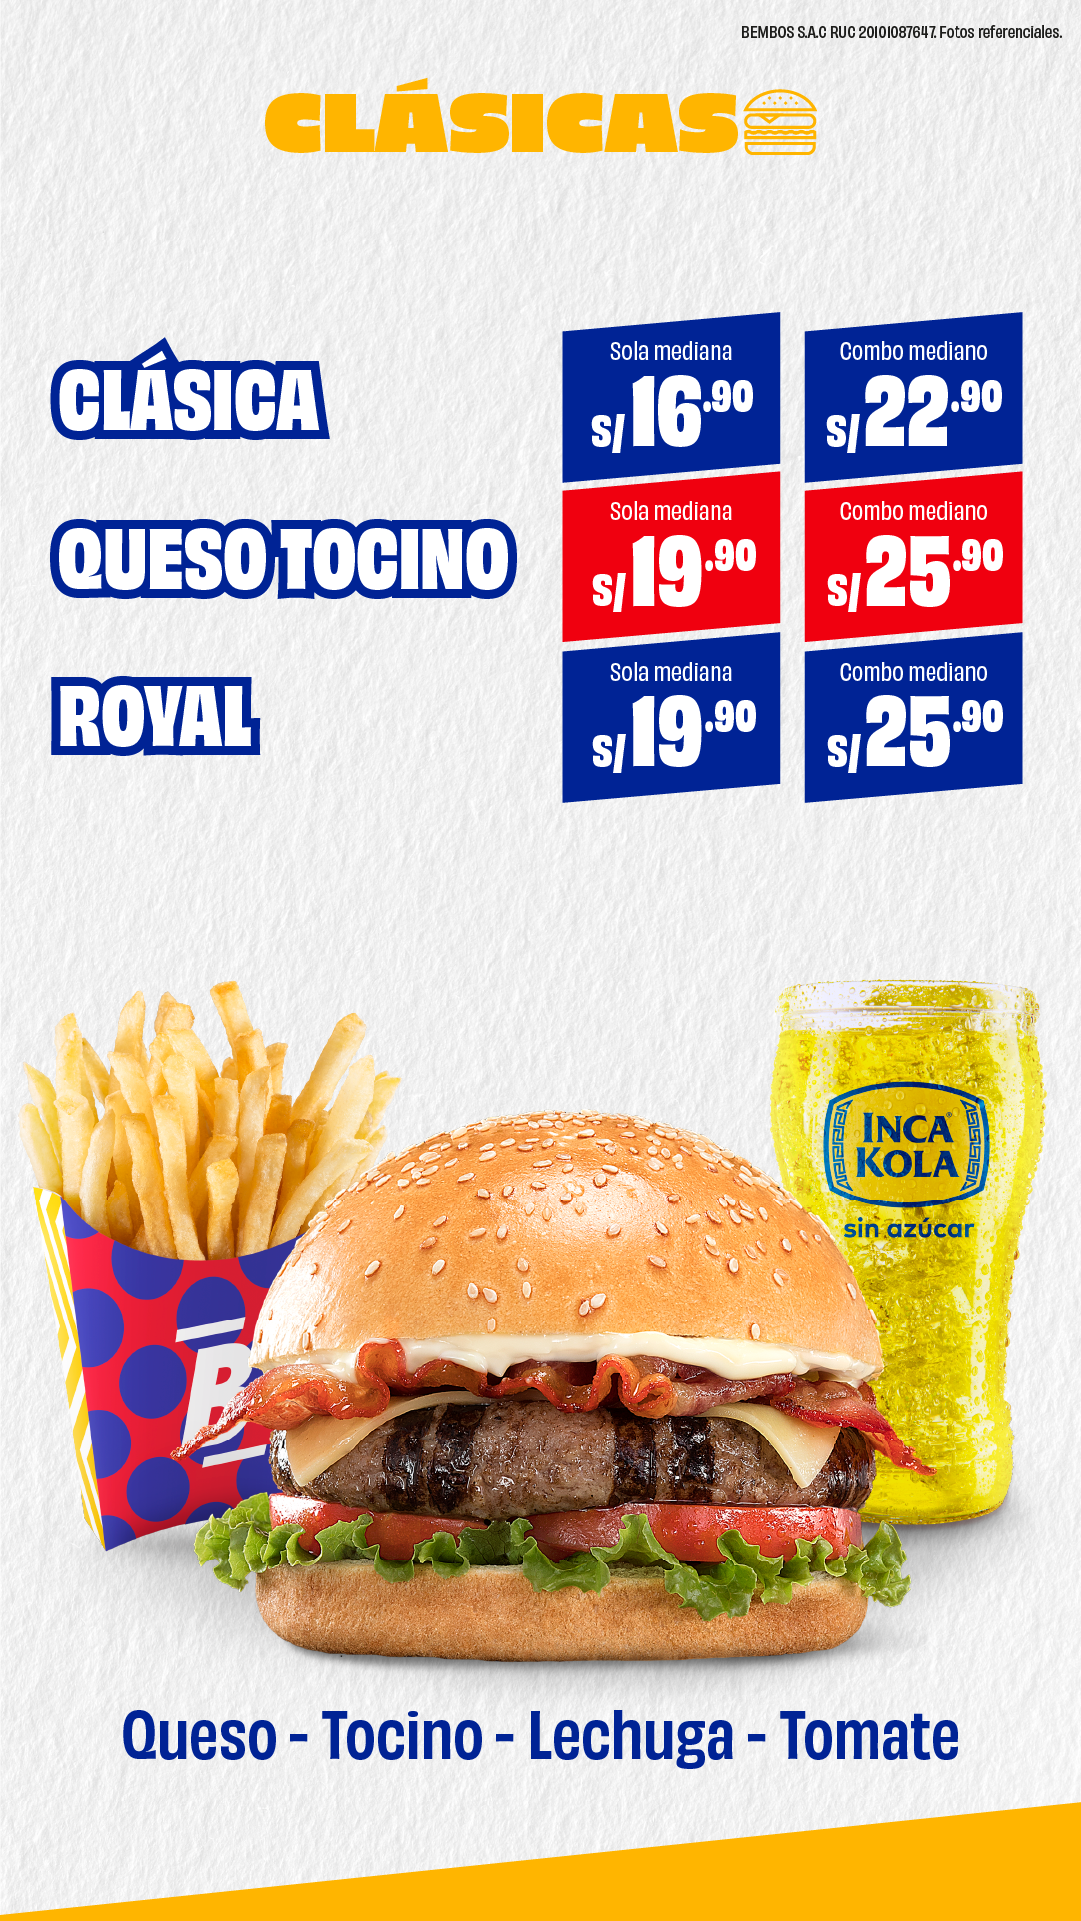 BEMBOS S.A.C RUC 20101087647. Fotos referenciales.
CLÁSICAS
CLÁSICA
Sola mediana
S/16.90
Combo mediano
S/22.90
QUESO TOCINO
Sola mediana
S/19.90
Combo mediano
S/25.90
ROYAL
Sola mediana
S/19.90
Combo mediano
S/25.90
INCA
KOLA®
sin azúcar
B
Queso - Tocino - Lechuga - Tomate